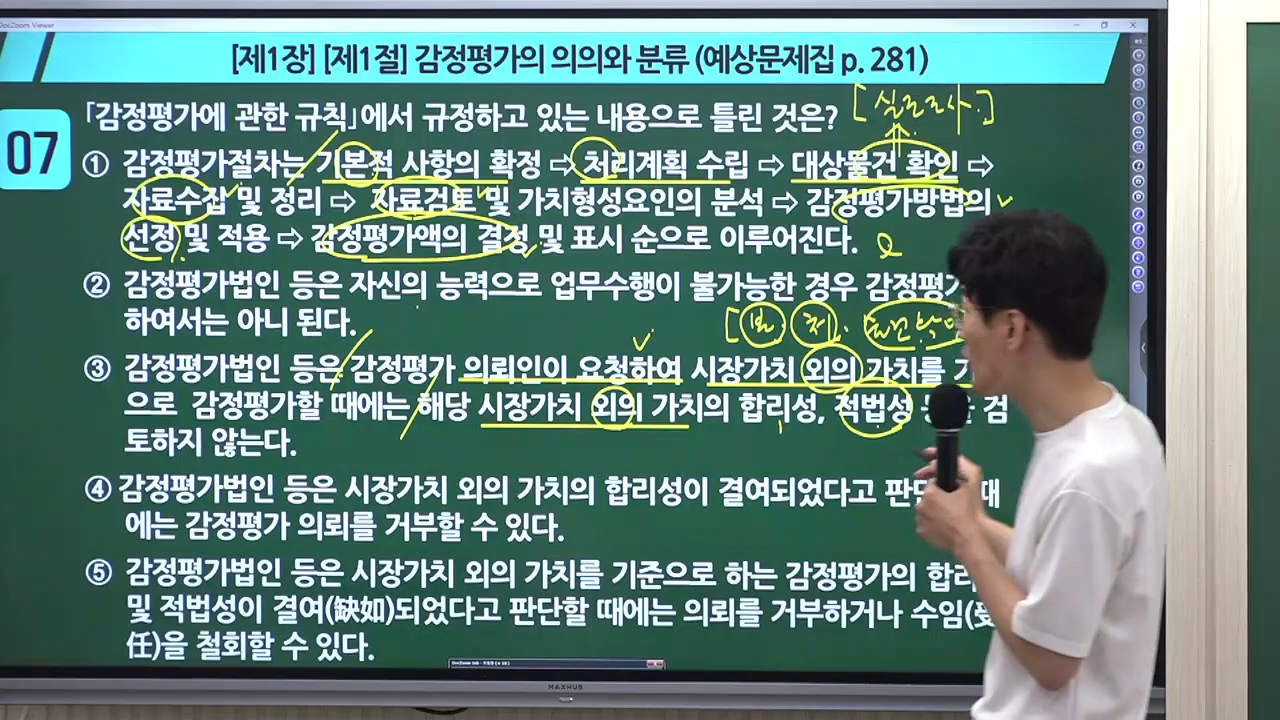 DocZoom Viewer
[제1장] [제1절] 감정평가의 의의와 분류 (예상문제집 p. 281)
07
「감정평가에 관한 규칙」에서 규정하고 있는 내용으로 틀린 것은?
① 감정평가절차는 기본적 사항의 확정 ⇨ 처리계획 수립 ⇨ 대상물건 확인 ⇨
자료수집 및 정리 ⇨ 자료검토 및 가치형성요인의 분석 ⇨ 감정평가방법의
선정 및 적용 ⇨ 감정평가액의 결정 및 표시 순으로 이루어진다.
② 감정평가법인 등은 자신의 능력으로 업무수행이 불가능한 경우
하여서는 아니 된다.
③ 감정평가법인 등은 감정평가 의뢰인이 요청하여 시장가치 외의 가치를
으로 감정평가할 때에는 해당 시장가치 외의 가치의 합리성, 적법성 검
토하지 않는다.
④ 감정평가법인 등은 시장가치 외의 가치의 합리성이 결여되었다고 때
에는 감정평가 의뢰를 거부할 수 있다.
⑤ 감정평가법인 등은 시장가치 외의 가치를 기준으로 하는 감정평가의
및 적법성이 결여(缺如)되었다고 판단할 때에는 의뢰를 거부하거나
任)을 철회할 수 있다.
MAXHUB